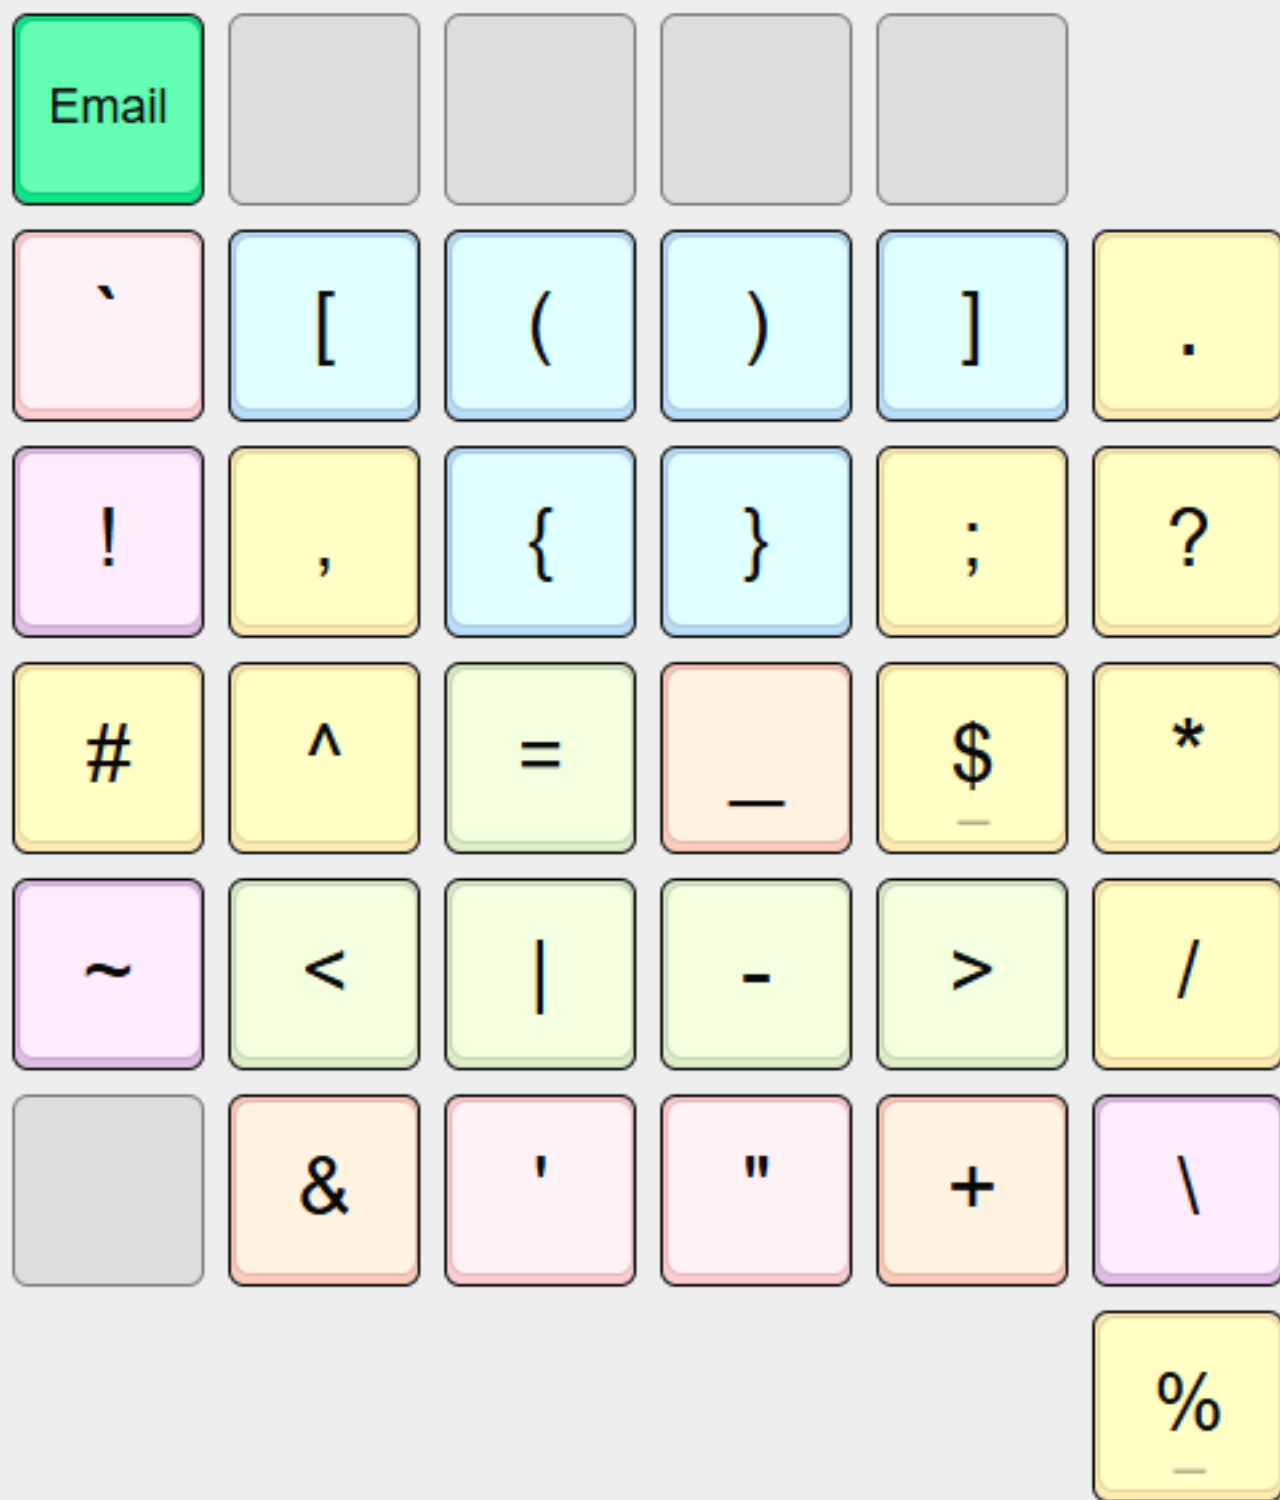 Email
` [ ( ) ] .
! , { } ; ?
# ^ = _ $ *
~ < | - > /
& ' " + \
%